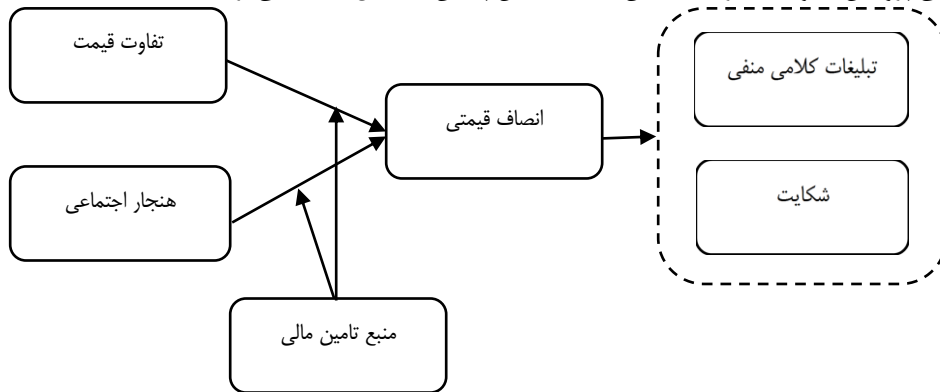 تفاوت قیمت
تبلیغات کلامی منفی
انصاف قیمتی
هنجار اجتماعی
شکایت
منبع تامین مالی